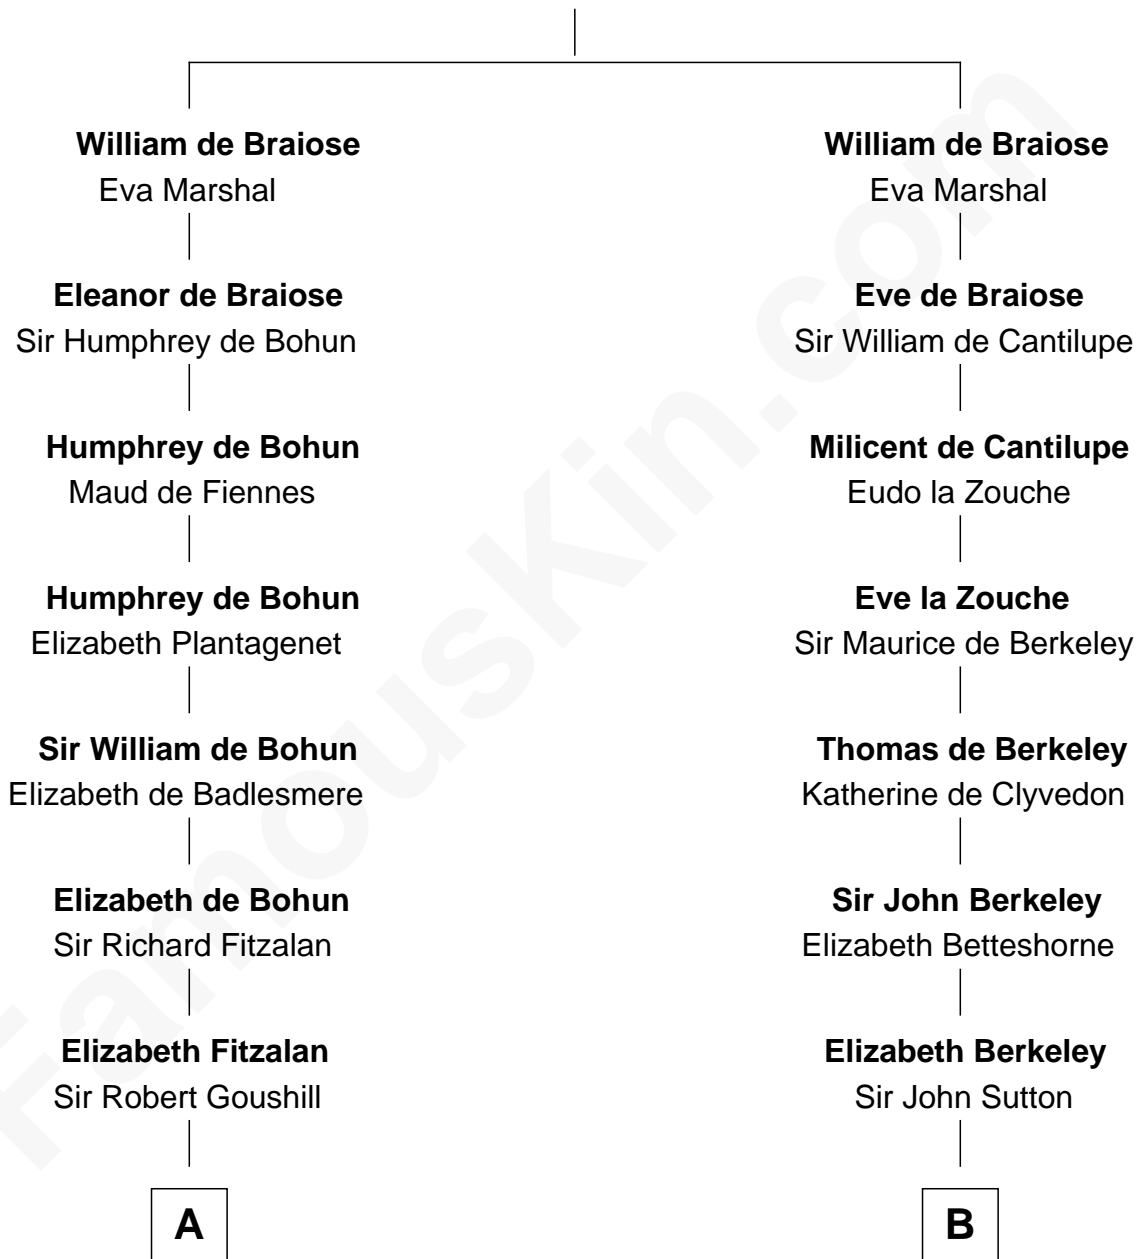 William de Braiose
Eva Marshal
Eleanor de Braiose
Sir Humphrey de Bohun
Humphrey de Bohun
Maud de Fiennes
Humphrey de Bohun
Elizabeth Plantagenet
Sir William de Bohun
Elizabeth de Badlesmere
Elizabeth de Bohun
Sir Richard Fitzalan
Elizabeth Fitzalan
Sir Robert Goushill
A
William de Braiose
Eva Marshal
Eve de Braiose
Sir William de Cantilupe
Milicent de Cantilupe
Eudo la Zouche
Eve la Zouche
Sir Maurice de Berkeley
Thomas de Berkeley
Katherine de Clyvedon
Sir John Berkeley
Elizabeth Betteshorne
Elizabeth Berkeley
Sir John Sutton
B
FamousKin.com